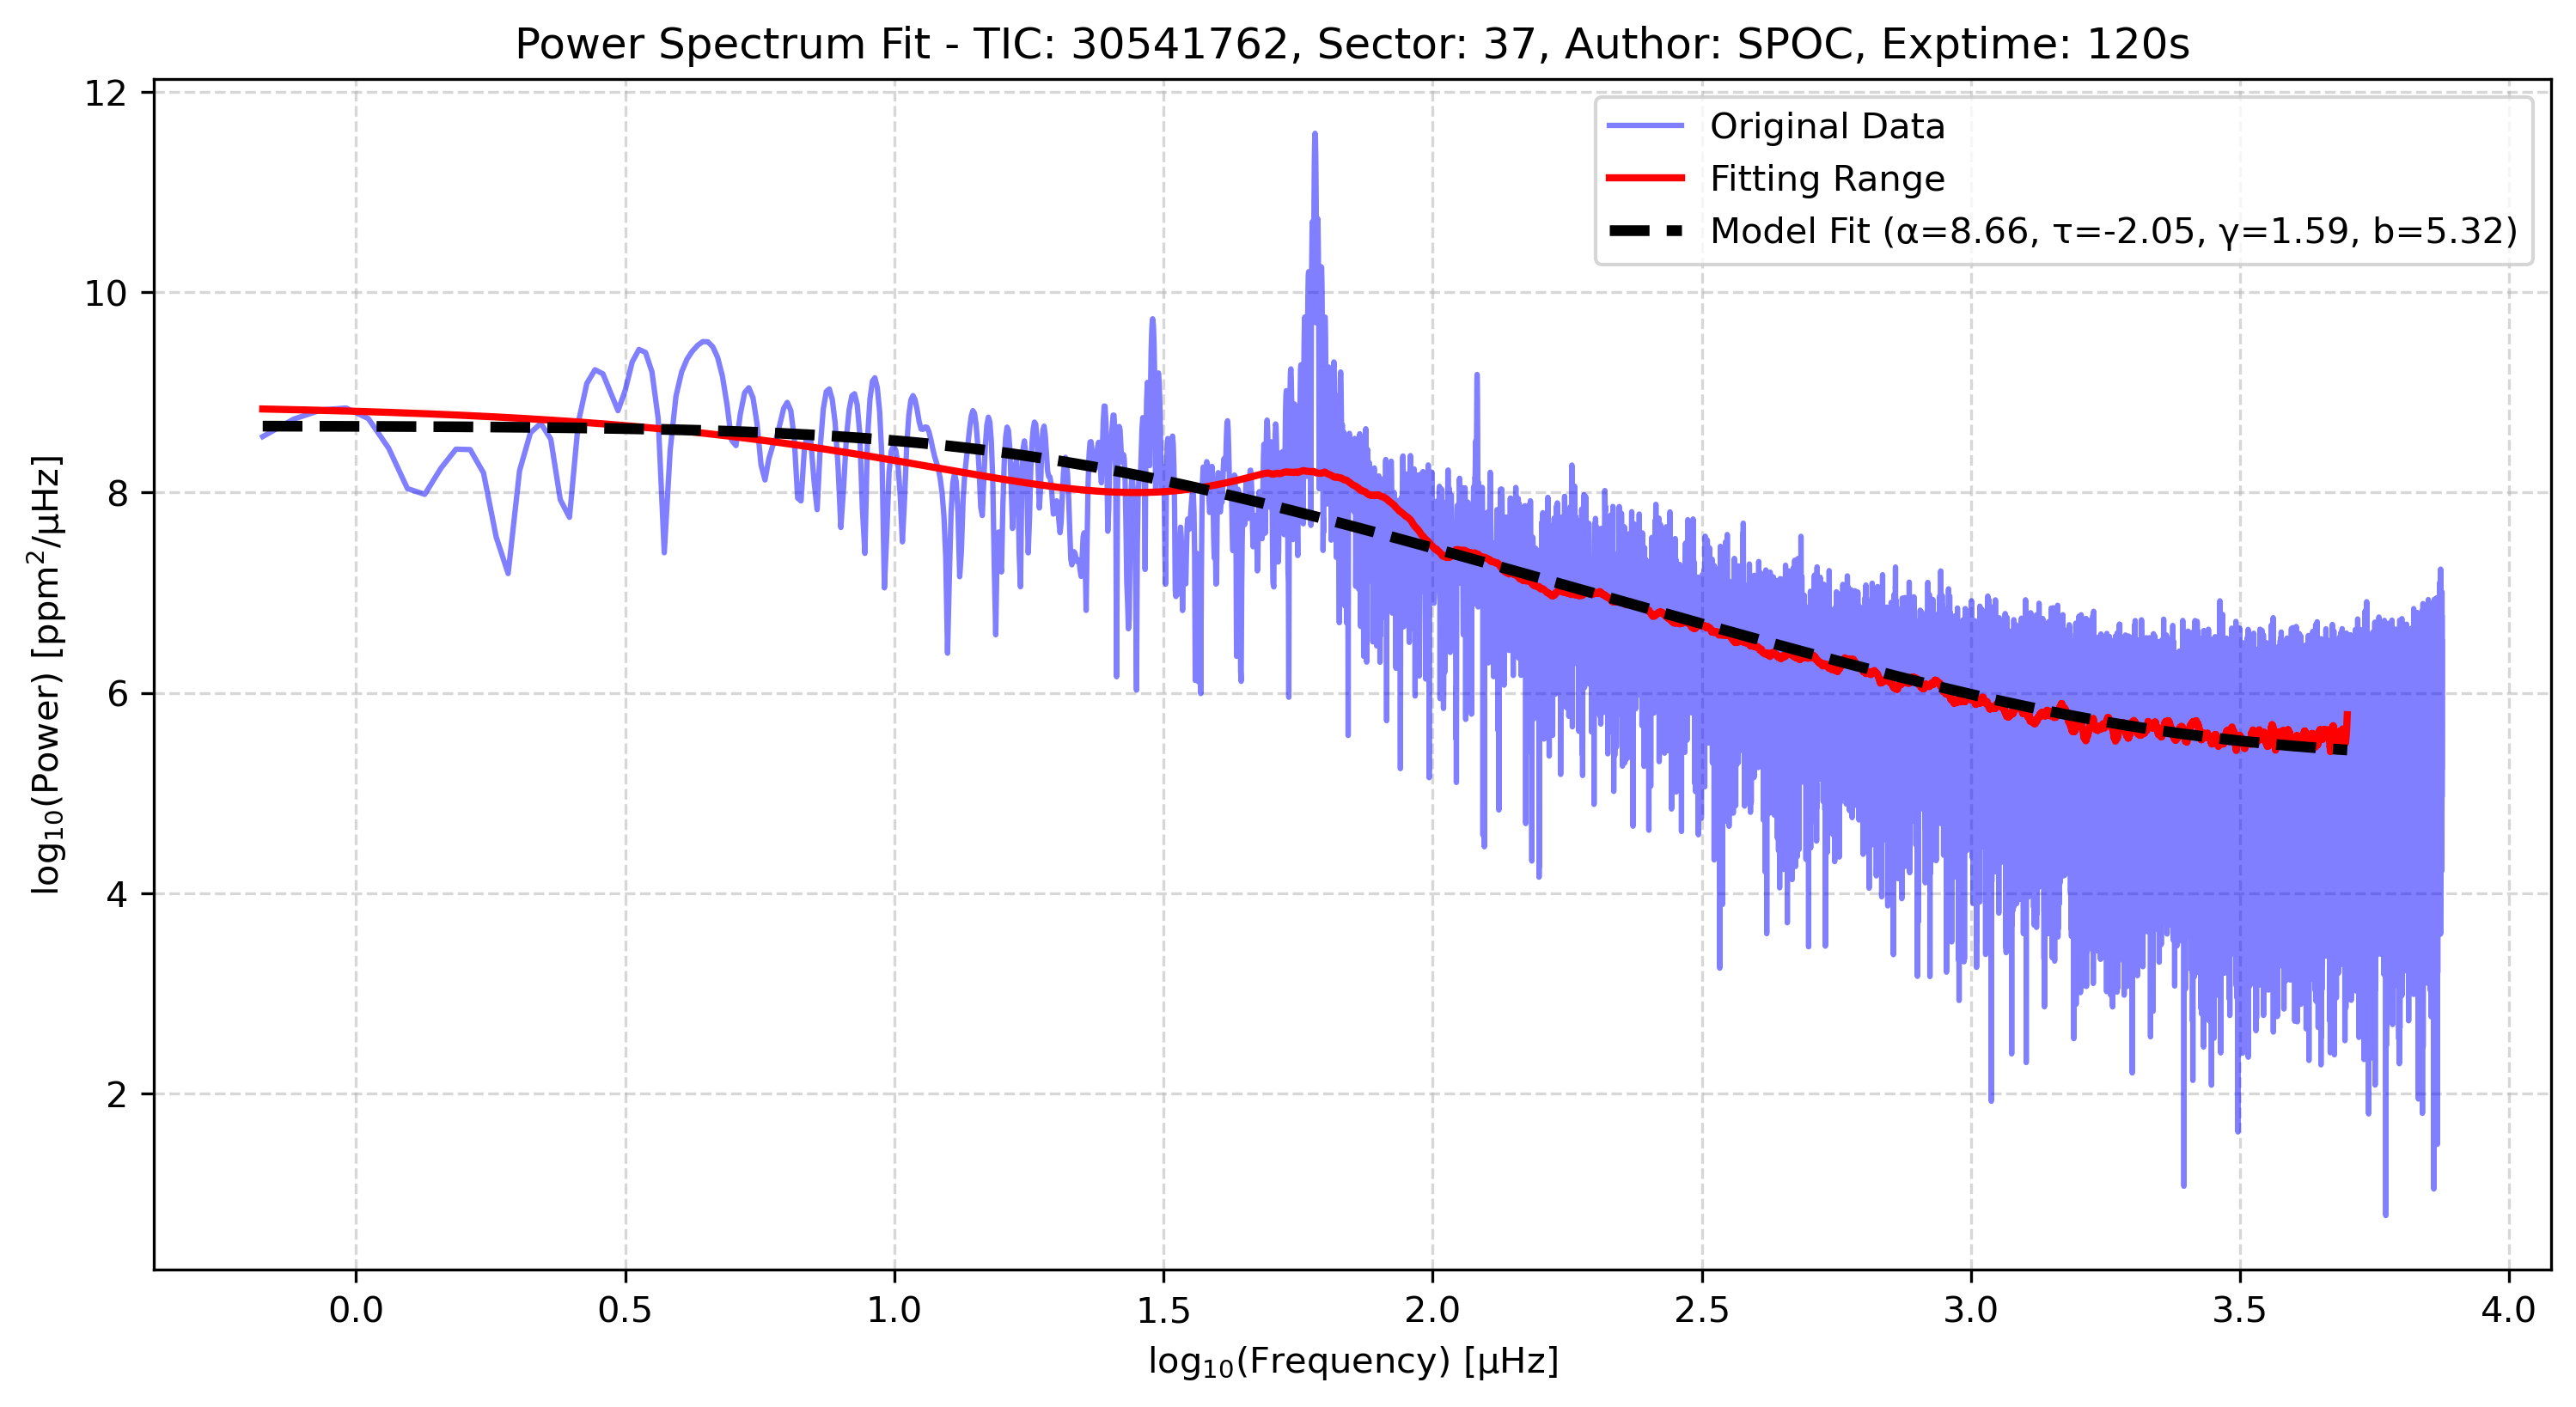 Power Spectrum Fit - TIC: 30541762, Sector: 37, Author: SPOC, Exptime: 120s
Original Data
Fitting Range
Model Fit (α=8.66, τ=-2.05, γ=1.59, b=5.32)
log₁₀(Power) [ppm²/μHz]
12
10
8
6
4
2
0.0 0.5 1.0 1.5 2.0 2.5 3.0 3.5 4.0
log₁₀(Frequency) [μHz]